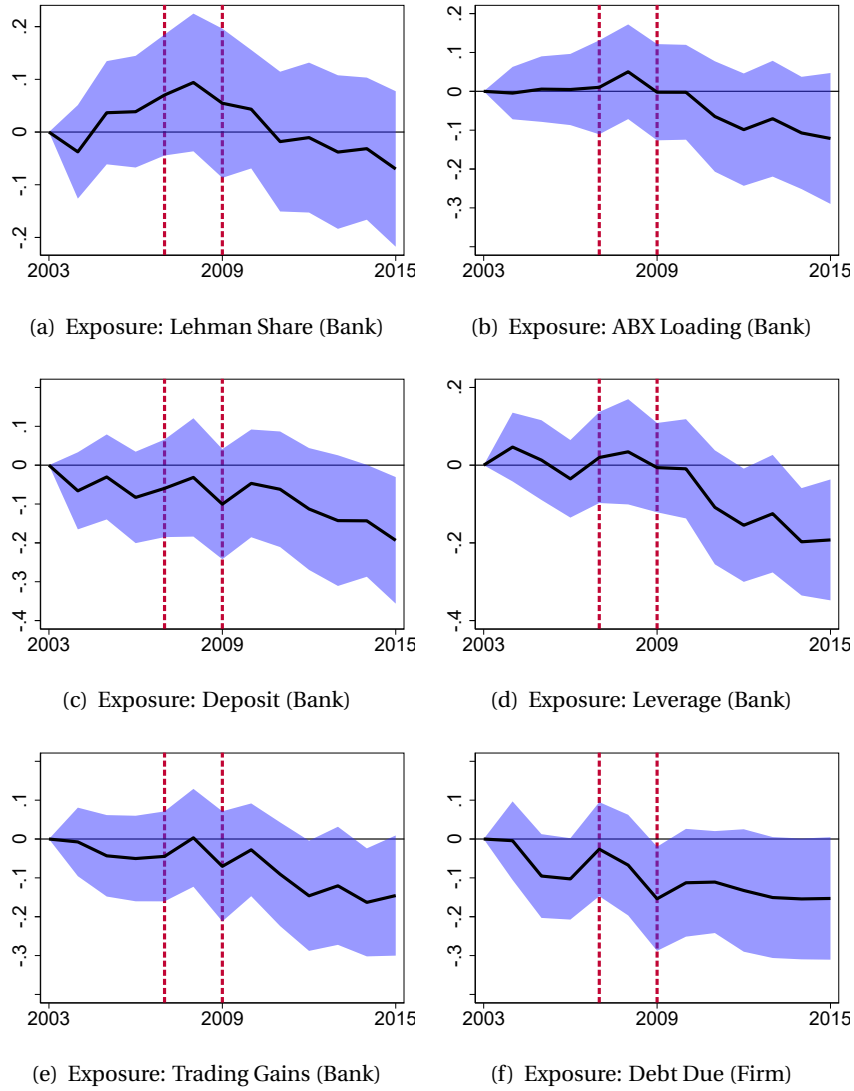 .2
.1
0
-.1
-.2
2003 2009 2015
(a) Exposure: Lehman Share (Bank)
.2
.1
0
-.1
-.2
-.3
2003 2009 2015
(b) Exposure: ABX Loading (Bank)
.1
0
-.1
-.2
-.3
-.4
2003 2009 2015
(c) Exposure: Deposit (Bank)
.2
0
-.2
-.4
2003 2009 2015
(d) Exposure: Leverage (Bank)
.1
0
-.1
-.2
-.3
2003 2009 2015
(e) Exposure: Trading Gains (Bank)
.1
0
-.1
-.2
-.3
2003 2009 2015
(f) Exposure: Debt Due (Firm)